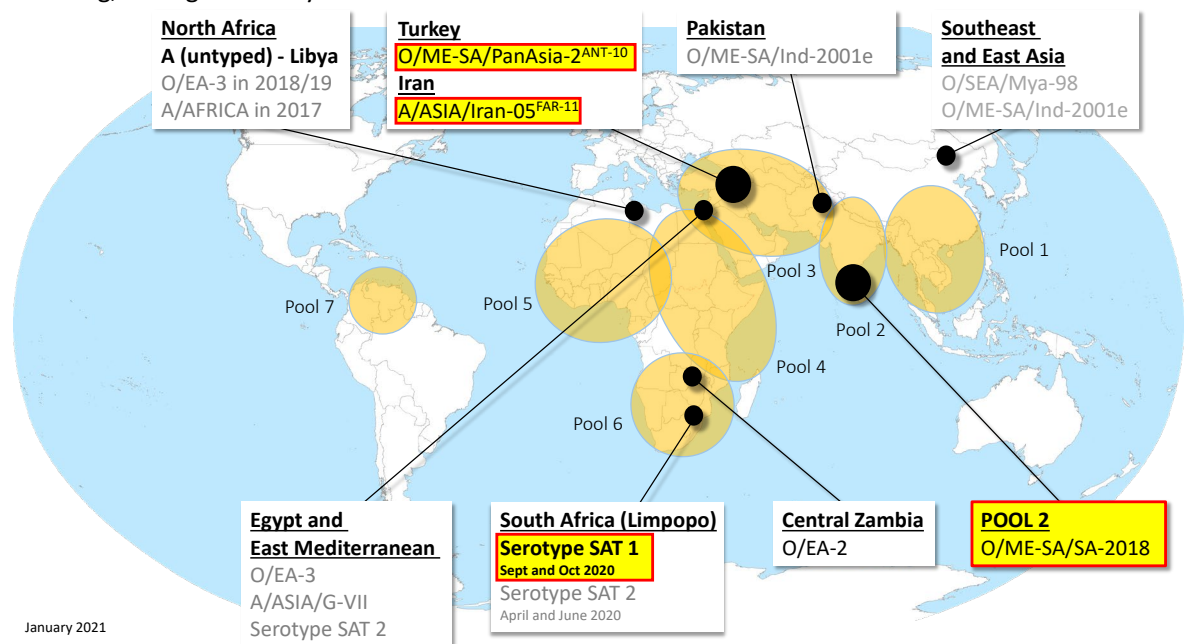 North Africa
A (untyped) - Libya
O/EA-3 in 2018/19
A/AFRICA in 2017
Turkey
O/ME-SA/PanAsia-2ANT-10
Iran
A/ASIA/Iran-05FAR-11
Pakistan
O/ME-SA/Ind-2001e
Southeast
and East Asia
O/SEA/Mya-98
O/ME-SA/Ind-2001e
Pool 1
Pool 3
Pool 7
Pool 5
Pool 2
Pool 4
Pool 6
Egypt and
East Mediterranean
O/EA-3
A/ASIA/G-VII
Serotype SAT 2
South Africa (Limpopo)
Serotype SAT 1
Sept and Oct 2020
Serotype SAT 2
April and June 2020
Central Zambia
O/EA-2
POOL 2
O/ME-SA/SA-2018
January 2021